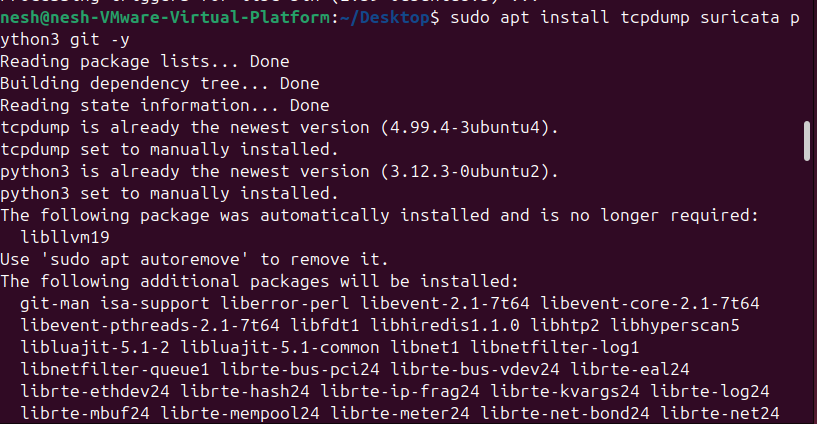 nesh@nesh-VMware-Virtual-Platform:~/Desktop$ sudo apt install tcpdump suricata p
ython3 git -y
Reading package lists... Done
Building dependency tree... Done
Reading state information... Done
tcpdump is already the newest version (4.99.4-3ubuntu4).
tcpdump set to manually installed.
python3 is already the newest version (3.12.3-0ubuntu2).
python3 set to manually installed.
The following package was automatically installed and is no longer required:
  libllvm19
Use 'sudo apt autoremove' to remove it.
The following additional packages will be installed:
  git-man isa-support liberror-perl libevent-2.1-7t64 libevent-core-2.1-7t64
  libevent-pthreads-2.1-7t64 libfdt1 libhiredis1.1.0 libhtp2 libhyperscan5
  libluajit-5.1-2 libluajit-5.1-common libnet1 libnetfilter-log1
  libnetfilter-queue1 librte-bus-pci24 librte-bus-vdev24 librte-eal24
  librte-ethdev24 librte-hash24 librte-ip-frag24 librte-kvargs24 librte-log24
  librte-mbuf24 librte-mempool24 librte-meter24 librte-net-bond24 librte-net24